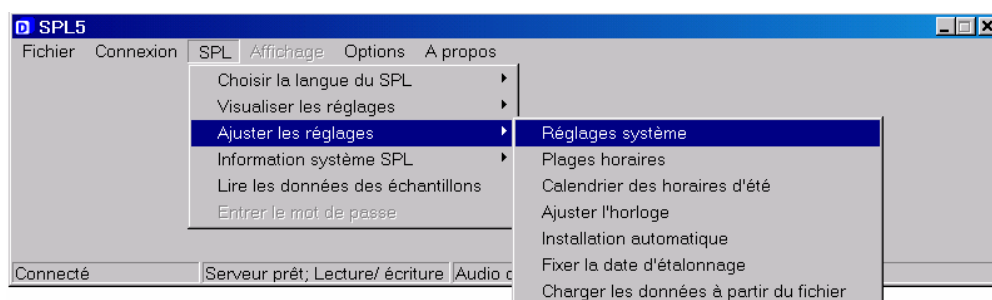 SPL5
Fichier Connexion SPL Affichage Options A propos
Choisir la langue du SPL
Visualiser les réglages
Ajuster les réglages
Information système SPL
Lire les données des échantillons
Entrer le mot de passe
Réglages système
Plages horaires
Calendrier des horaires d'été
Ajuster l'horloge
Installation automatique
Fixer la date d'étalonnage
Charger les données à partir du fichier
Connecté Serveur prêt; Lecture/ écriture Audio